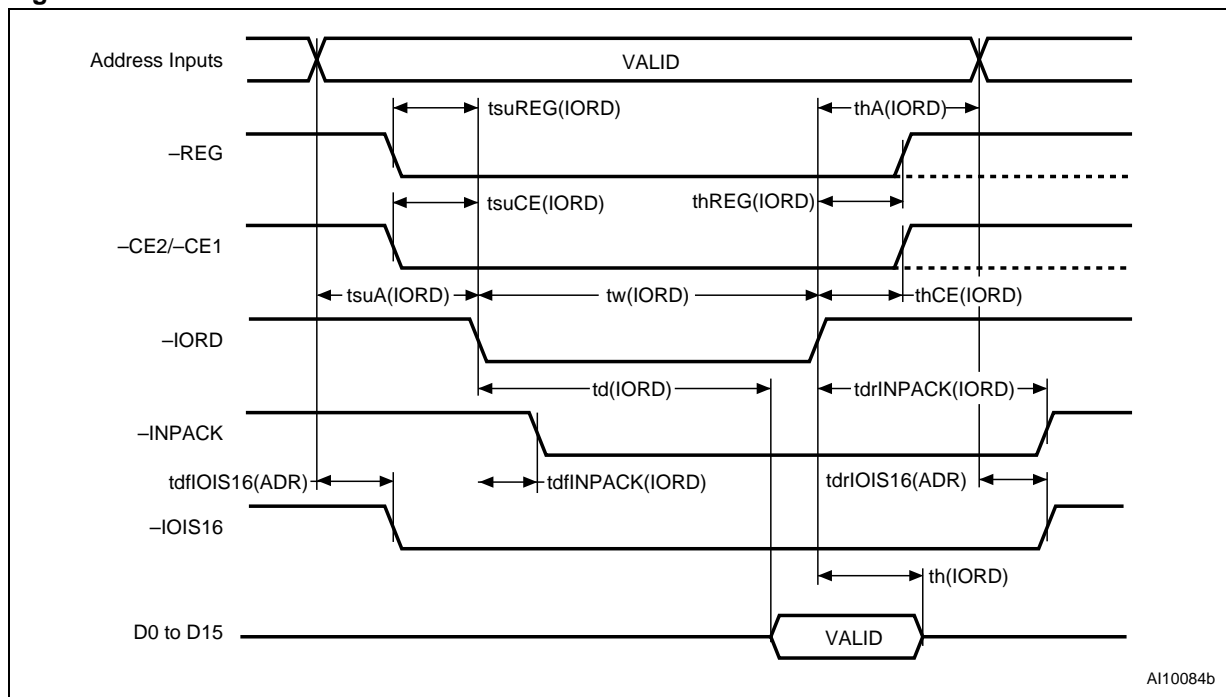 Address Inputs
VALID
tsuREG(IORD)
thA(IORD)
–REG
tsuCE(IORD)
thREG(IORD)
–CE2/–CE1
tsuA(IORD)
tw(IORD)
thCE(IORD)
–IORD
td(IORD)
tdrINPACK(IORD)
–INPACK
tdfIOIS16(ADR)
tdfINPACK(IORD)
tdrIOIS16(ADR)
–IOIS16
th(IORD)
D0 to D15
VALID
AI10084b